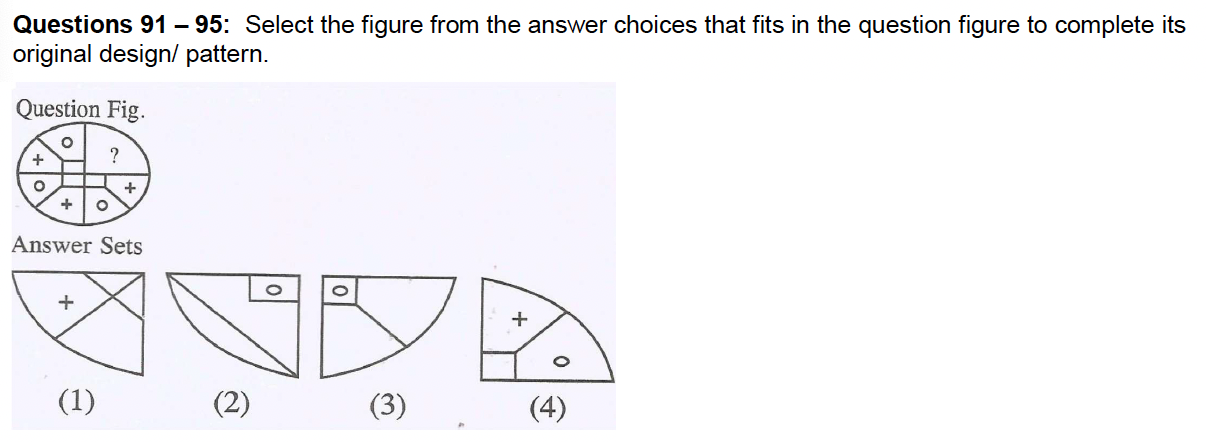 Questions 91 – 95: Select the figure from the answer choices that fits in the question figure to complete its
original design/ pattern.
Question Fig.
O ?
+
O +
+ O
Answer Sets
+ O O + O
(1) (2) (3) (4)